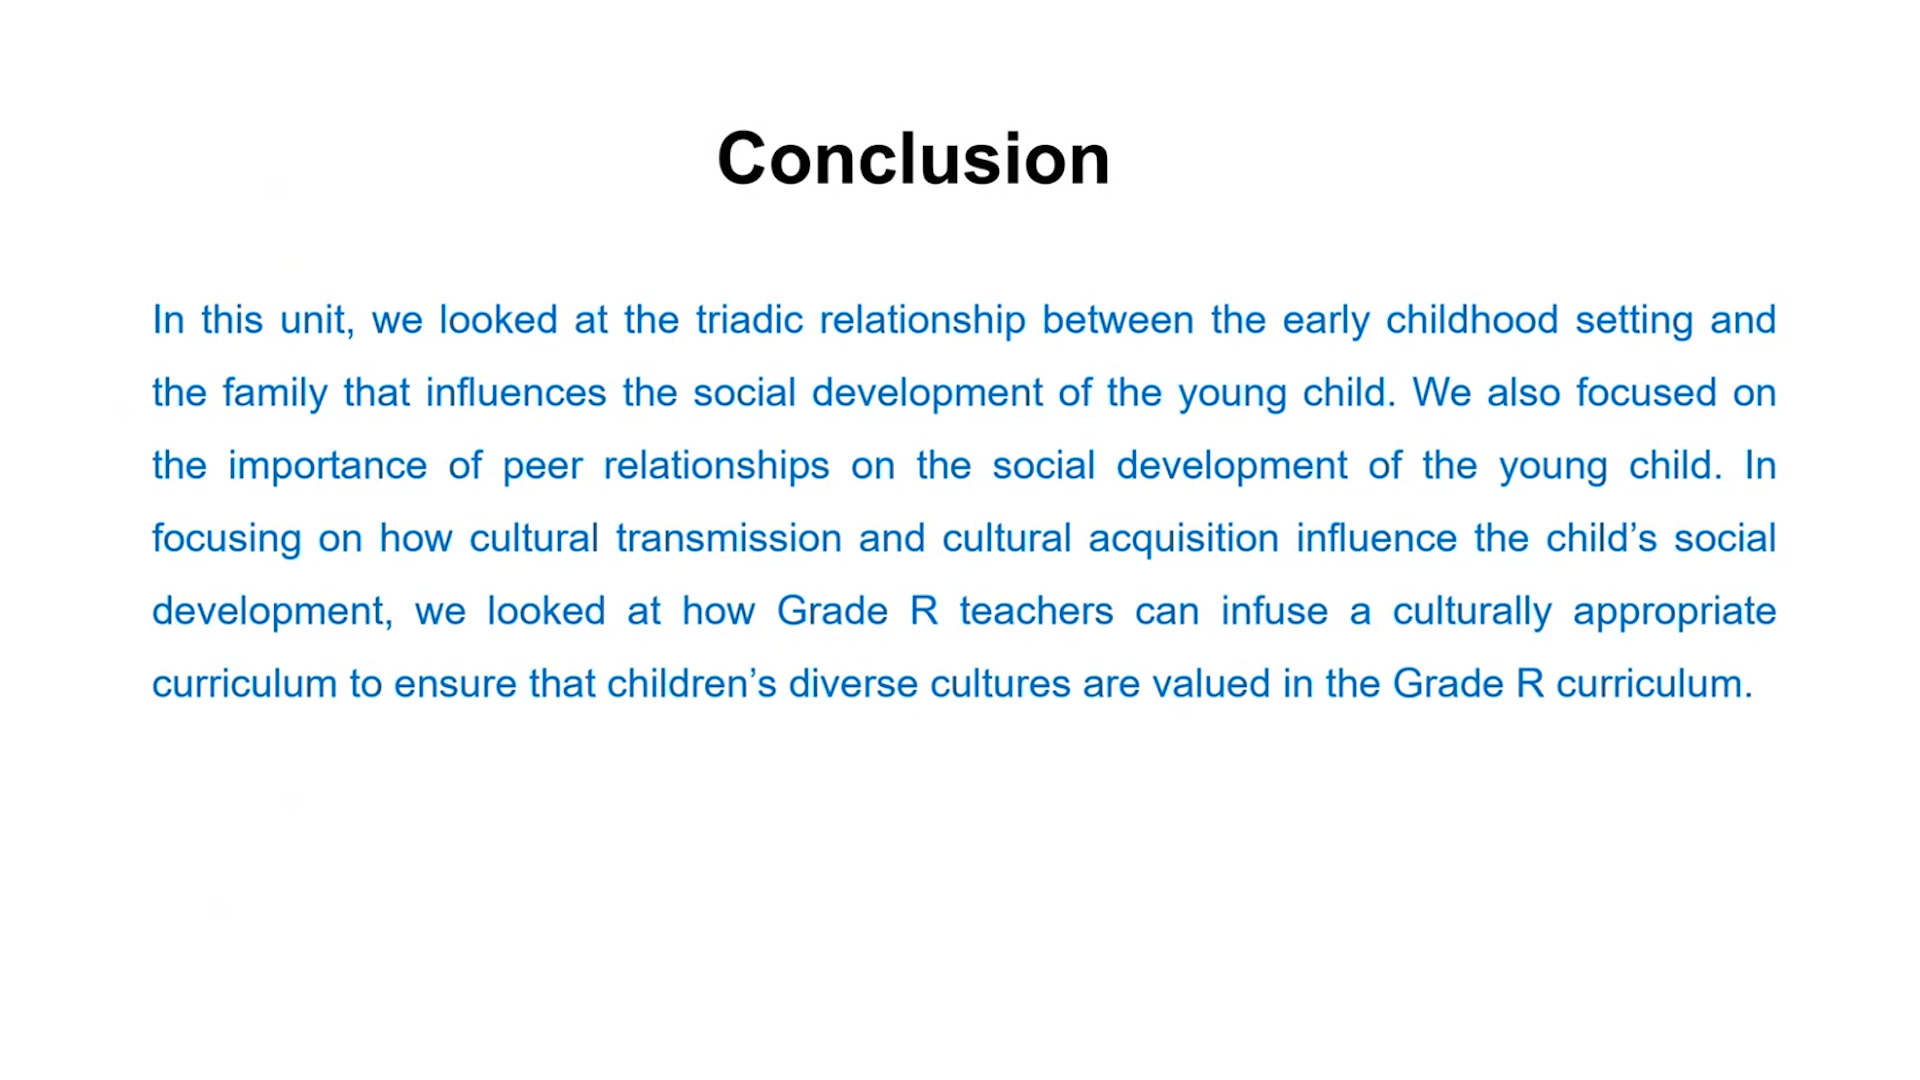 Conclusion
In this unit, we looked at the triadic relationship between the early childhood setting and
the family that influences the social development of the young child. We also focused on
the importance of peer relationships on the social development of the young child. In
focusing on how cultural transmission and cultural acquisition influence the child’s social
development, we looked at how Grade R teachers can infuse a culturally appropriate
curriculum to ensure that children’s diverse cultures are valued in the Grade R curriculum.